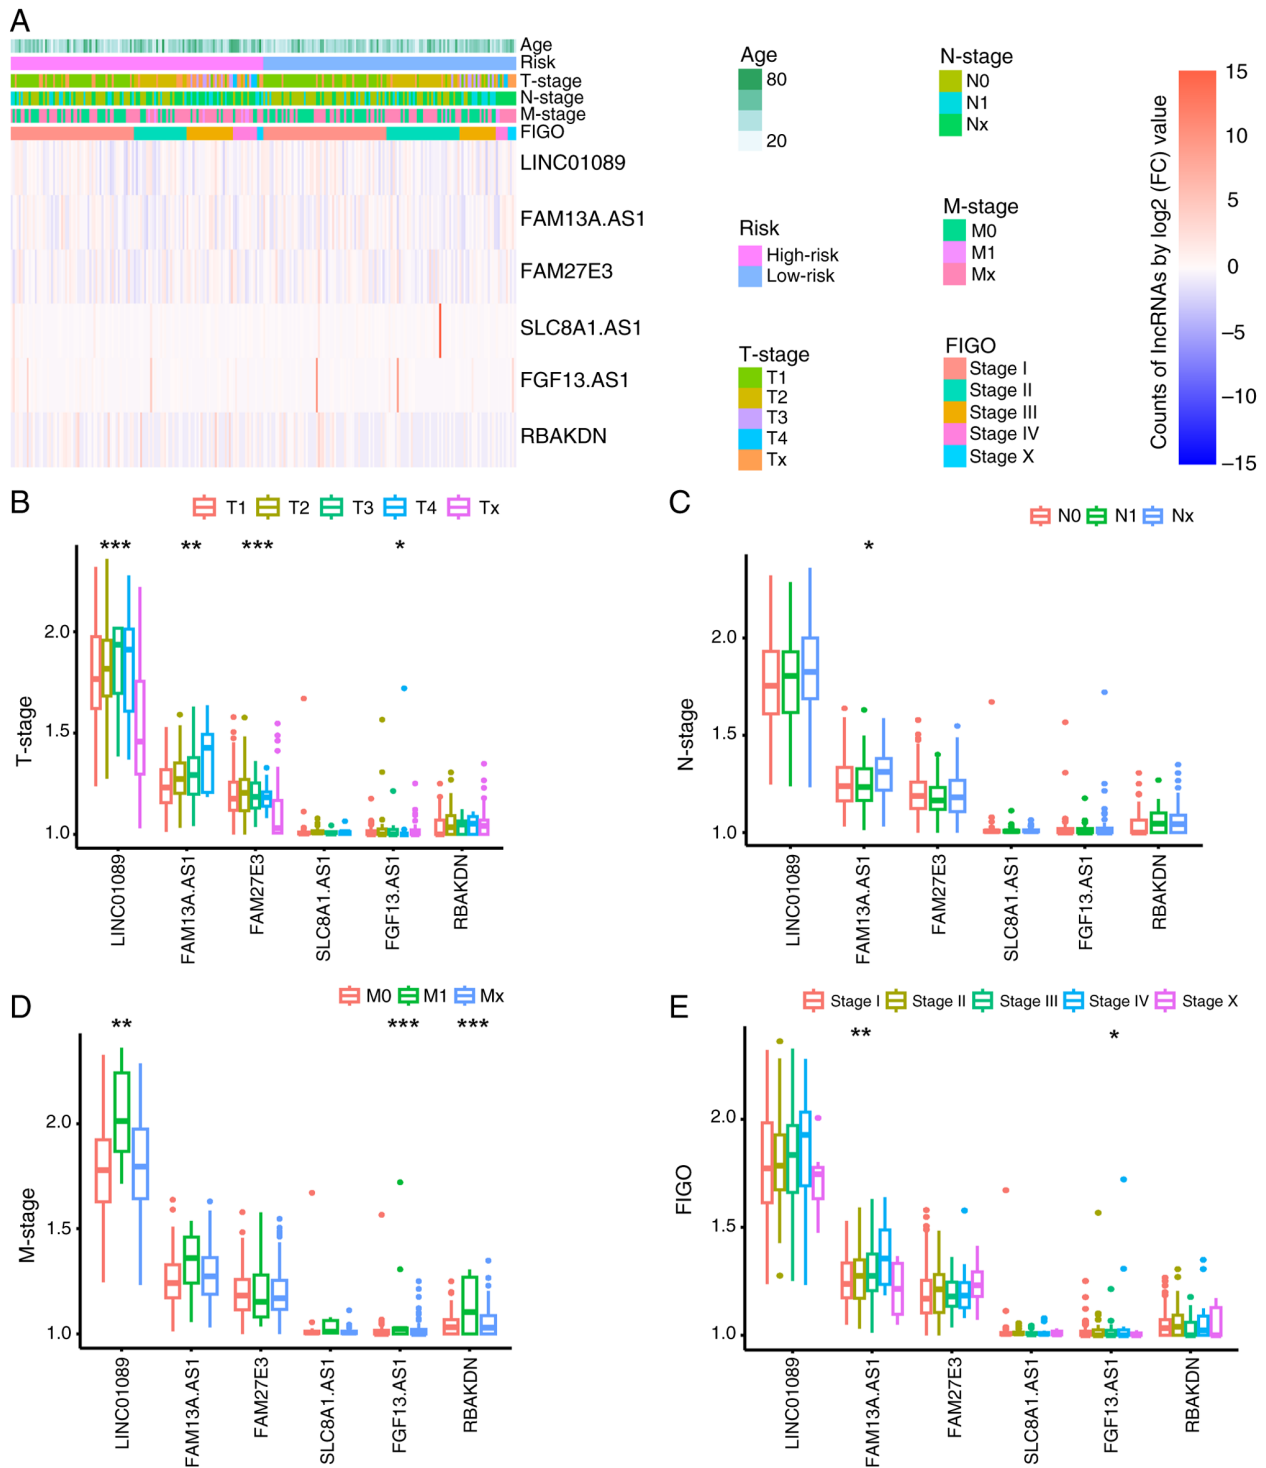 A
Age
Risk
T-stage
N-stage
M-stage
FIGO
LINC01089
FAM13A.AS1
FAM27E3
SLC8A1.AS1
FGF13.AS1
RBAKDN
Age
80
20
Risk
High-risk
Low-risk
T-stage
T1
T2
T3
T4
Tx
N-stage
N0
N1
Nx
M-stage
M0
M1
Mx
FIGO
Stage I
Stage II
Stage III
Stage IV
Stage X
Counts of lncRNAs by log2 (FC) value
15
10
5
0
−5
−10
−15
B
T1 T2 T3 T4 Tx
*** ** *** *
T-stage
2.0
1.5
1.0
LINC01089
FAM13A.AS1
FAM27E3
SLC8A1.AS1
FGF13.AS1
RBAKDN
C
N0 N1 Nx
*
N-stage
2.0
1.5
1.0
LINC01089
FAM13A.AS1
FAM27E3
SLC8A1.AS1
FGF13.AS1
RBAKDN
D
M0 M1 Mx
** *** ***
M-stage
2.0
1.5
1.0
LINC01089
FAM13A.AS1
FAM27E3
SLC8A1.AS1
FGF13.AS1
RBAKDN
E
Stage I Stage II Stage III Stage IV Stage X
** *
FIGO
2.0
1.5
1.0
LINC01089
FAM13A.AS1
FAM27E3
SLC8A1.AS1
FGF13.AS1
RBAKDN